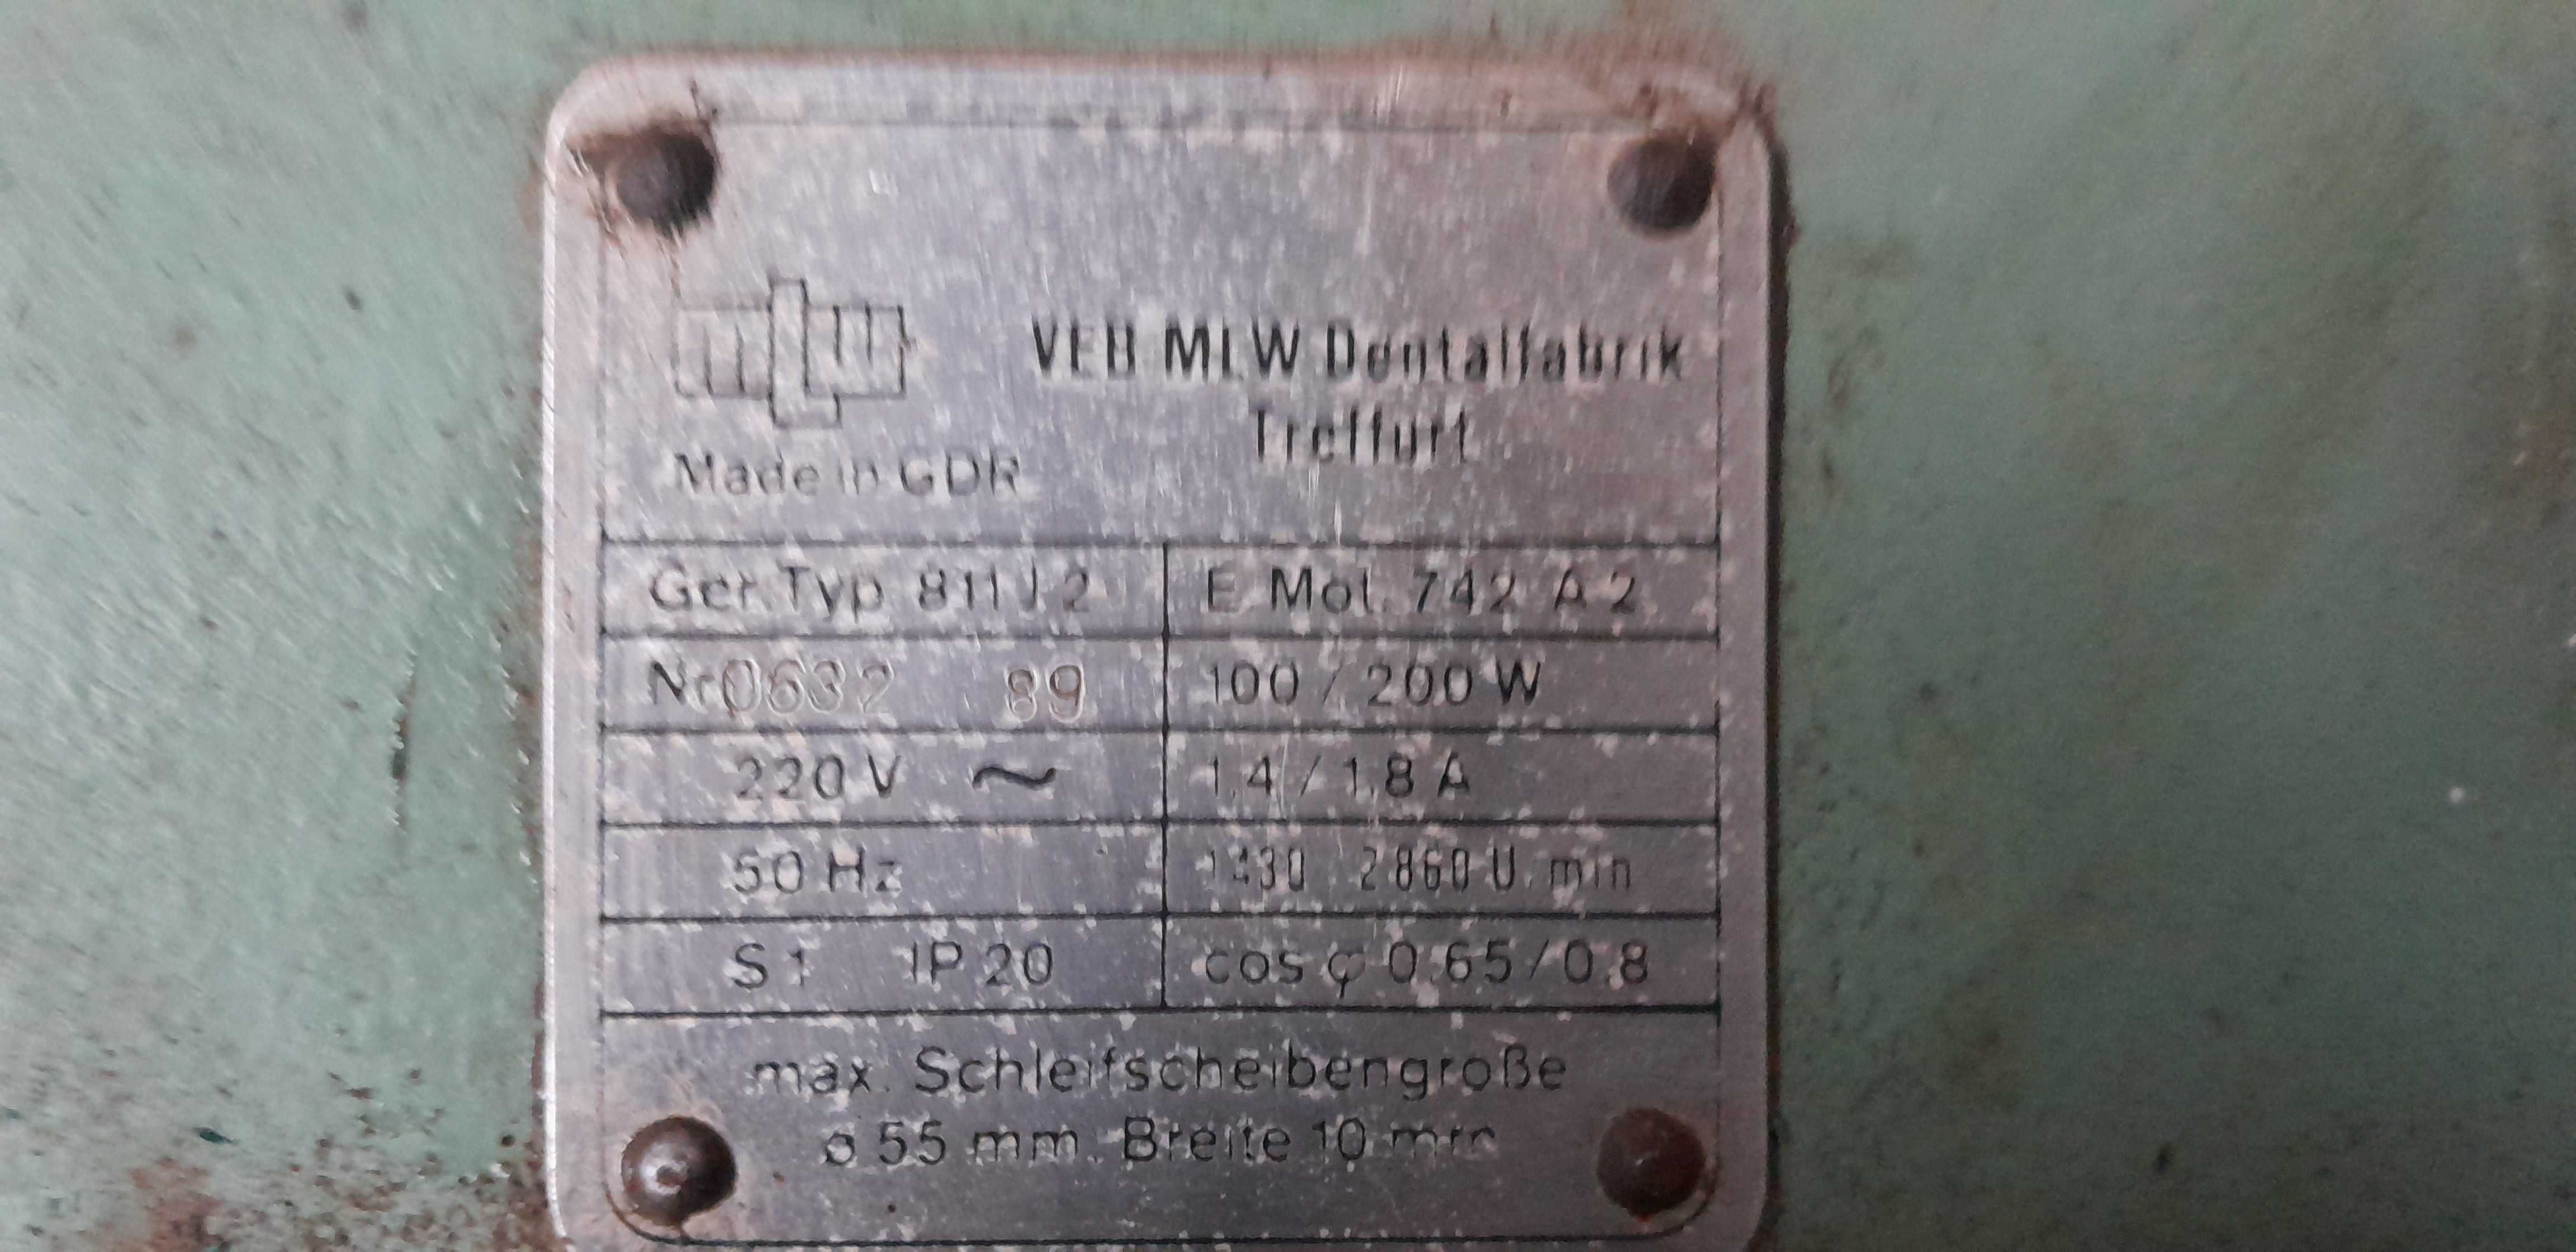 VEB MLW Dentalfabrik
Treffurt
Made in GDR
Ger. Typ 811 J 2
E Mot. 742 A 2
Nr 0632 89
100 / 200 W
220 V ~
1,4 / 1,8 A
50 Hz
1430 / 2860 U/min
S 1 IP 20
cos φ 0,65 / 0,8
max. Schleifscheibengröße
ø 55 mm, Breite 10 mm